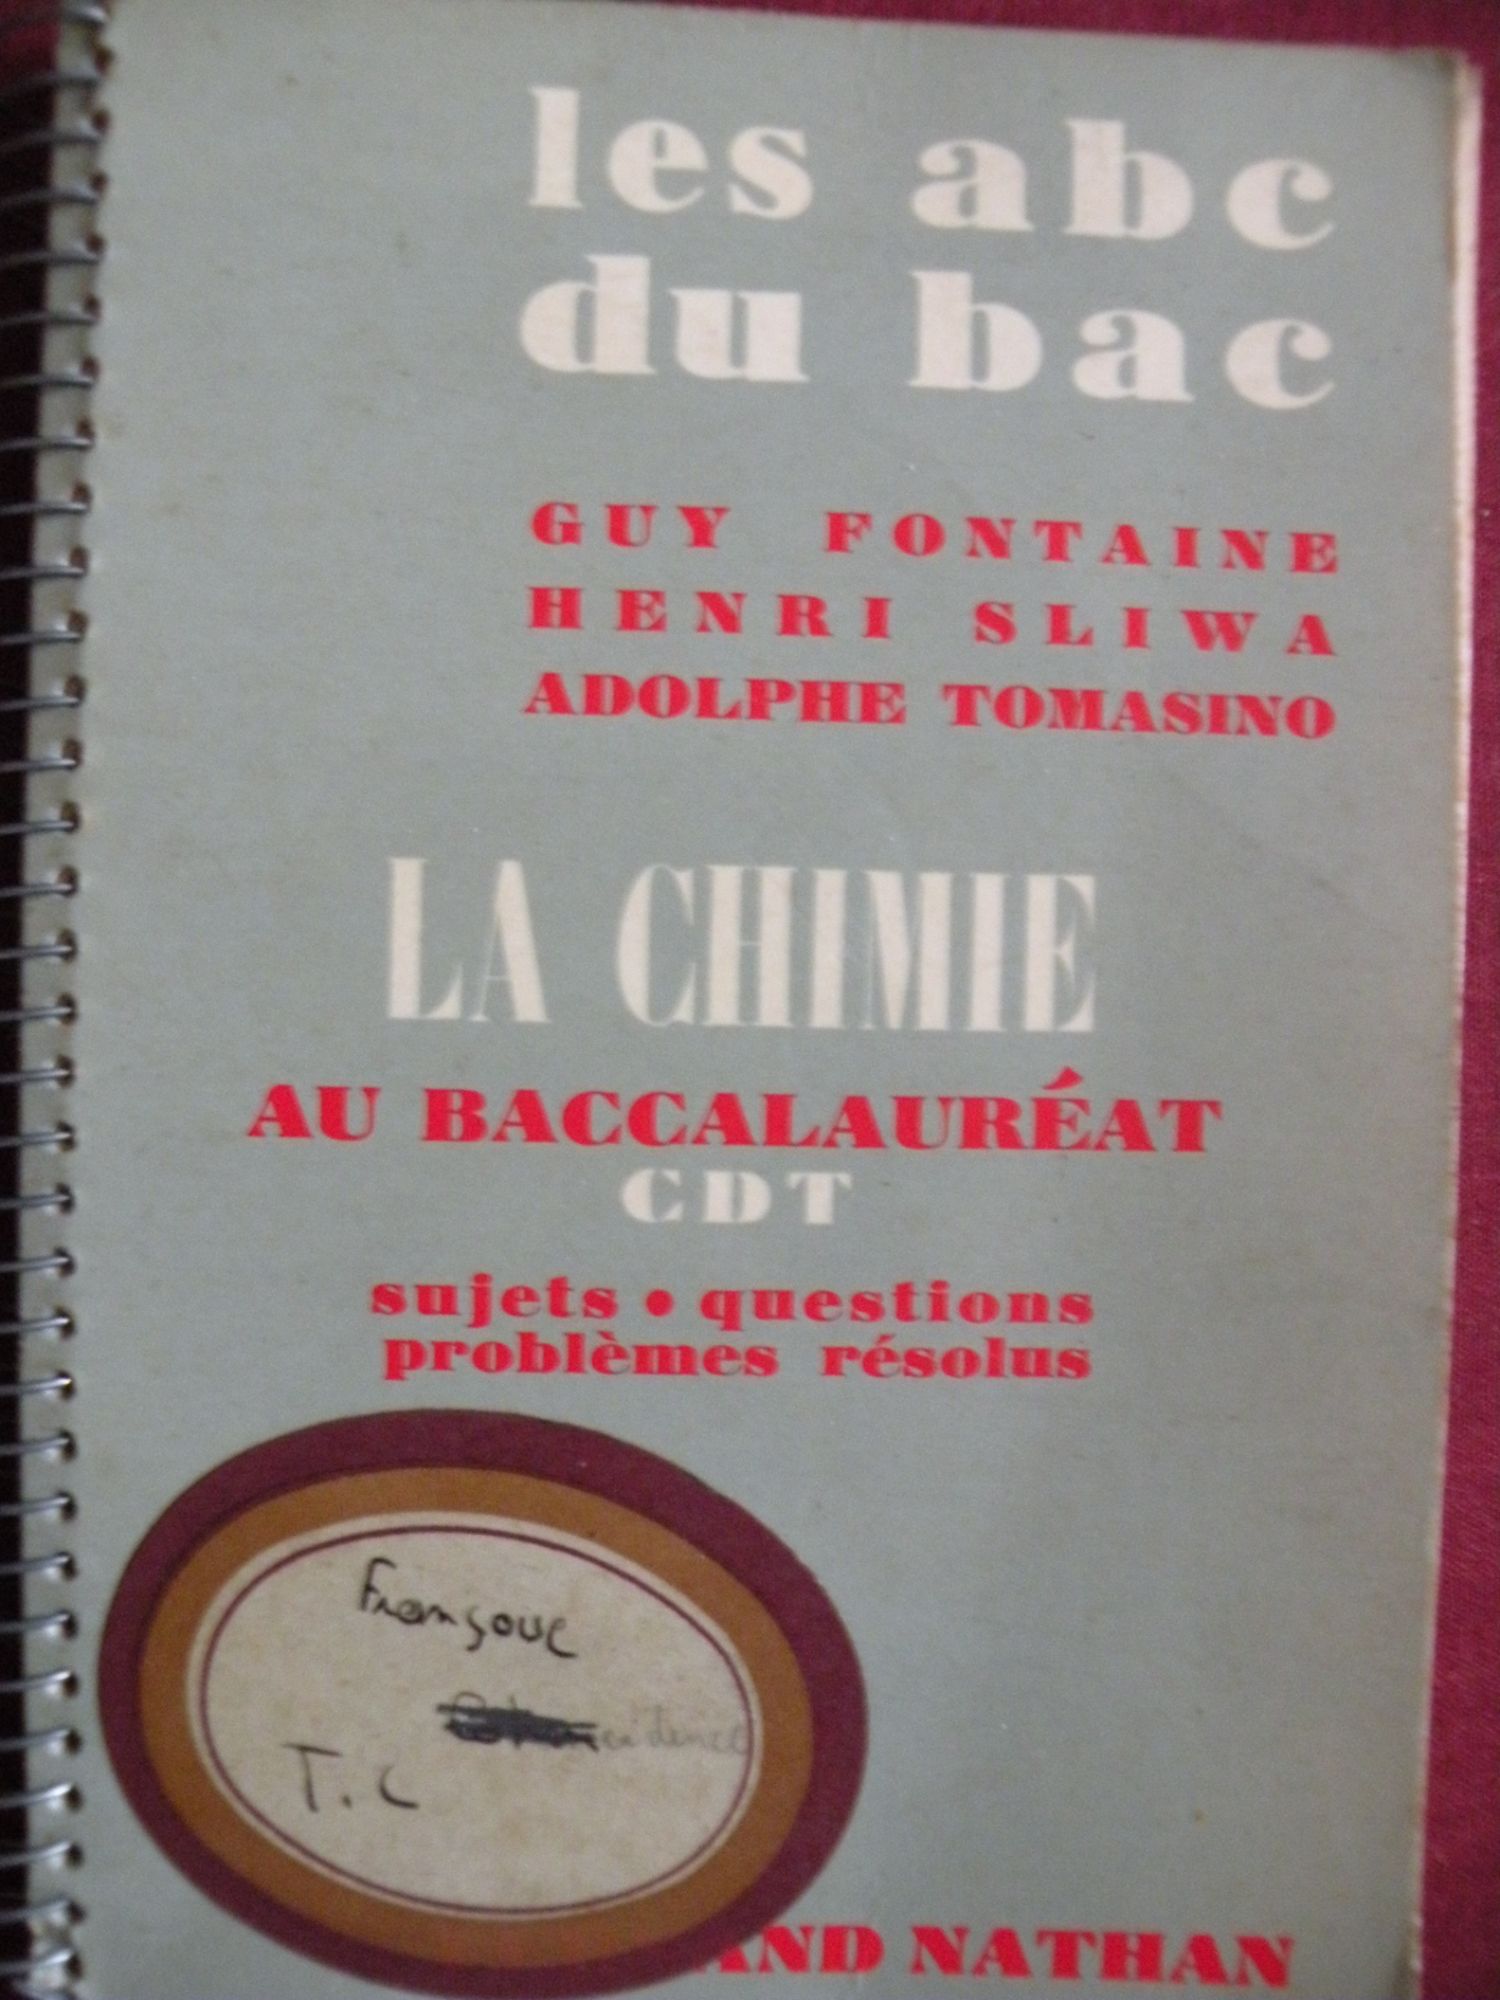 les abc
du bac
GUY FONTAINE
HENRI SLIWA
ADOLPHE TOMASINO
LA CHIMIE
AU BACCALAURÉAT
CDT
sujets • questions
problèmes résolus
Françoise
T.C
AND NATHAN